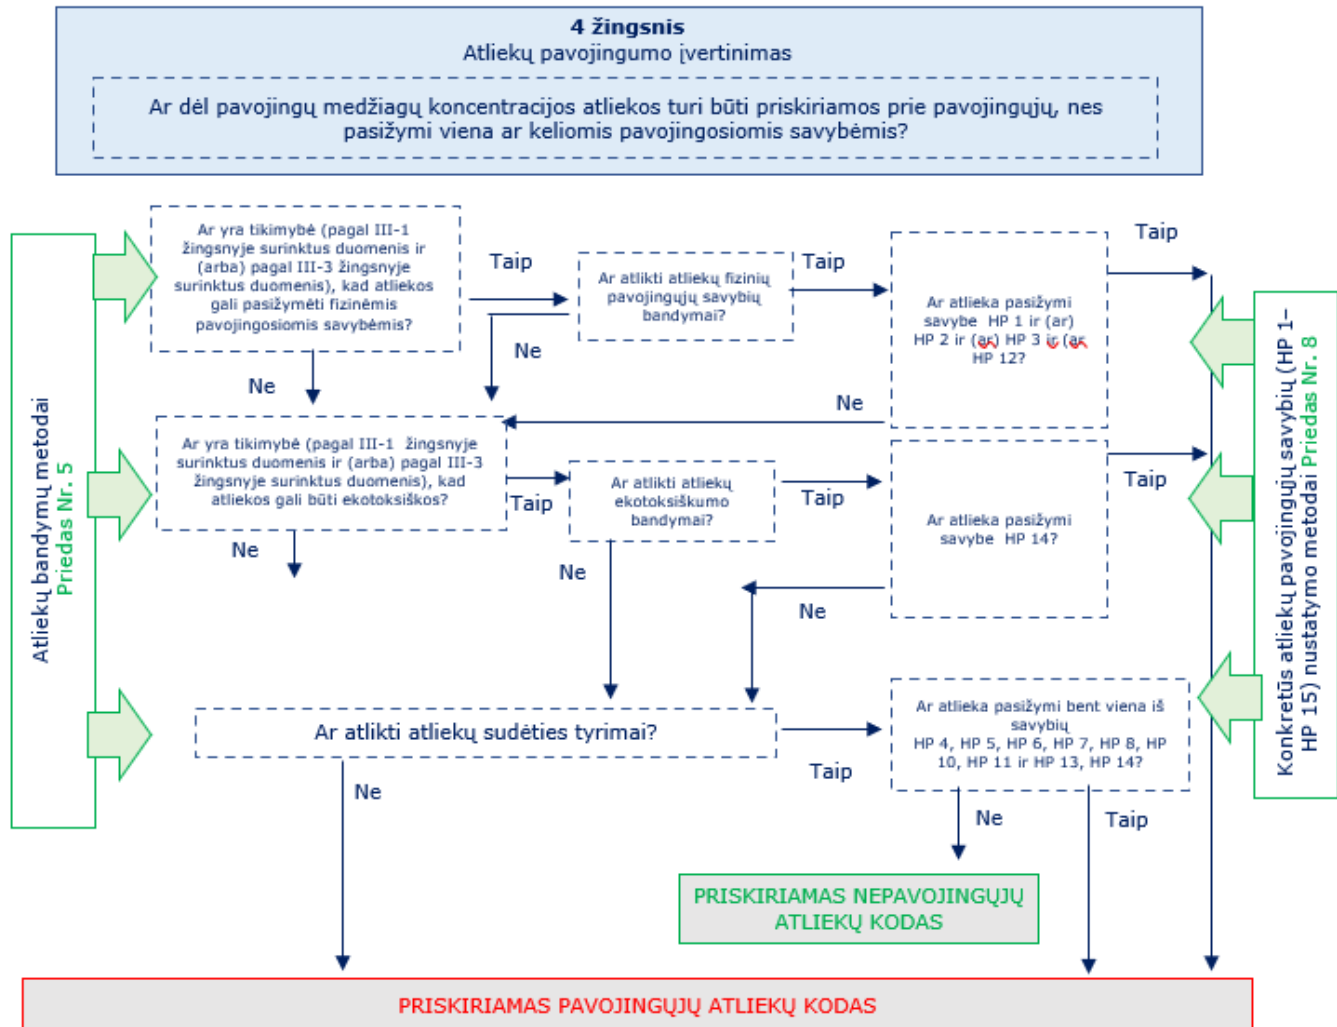 4 žingsnis
Atliekų pavojingumo įvertinimas
Ar dėl pavojingų medžiagų koncentracijos atliekos turi būti priskiriamos prie pavojingųjų, nes
pasižymi viena ar keliomis pavojingosiomis savybėmis?
Atliekų bandymų metodai
Priedas Nr. 5
Ar yra tikimybė (pagal III-1
žingsnyje surinktus duomenis ir
(arba) pagal III-3 žingsnyje
surinktus duomenis), kad atliekos
gali pasižymėti fizinėmis
pavojingosiomis savybėmis?
Taip
Ne
Ar atlikti atliekų fizinių
pavojingųjų savybių
bandymai?
Taip
Ne
Ar atlieka pasižymi
savybe HP 1 ir (ar)
HP 2 ir (ar) HP 3 ir (ar
HP 12?
Taip
Ne
Ar yra tikimybė (pagal III-1 žingsnyje
surinktus duomenis ir (arba) pagal III-3
žingsnyje surinktus duomenis), kad
atliekos gali būti ekotoksiškos?
Taip
Ne
Ar atlikti atliekų
ekotoksiškumo
bandymai?
Taip
Ne
Ar atlieka pasižymi
savybe HP 14?
Taip
Ne
Ar atlikti atliekų sudėties tyrimai?
Taip
Ne
Ar atlieka pasižymi bent viena iš
savybių
HP 4, HP 5, HP 6, HP 7, HP 8, HP
10, HP 11 ir HP 13, HP 14?
Ne
Taip
Konkretūs atliekų pavojingųjų savybių (HP 1–
HP 15) nustatymo metodai Priedas Nr. 8
PRISKIRIAMAS NEPAVOJINGŲJŲ
ATLIEKŲ KODAS
PRISKIRIAMAS PAVOJINGŲJŲ ATLIEKŲ KODAS